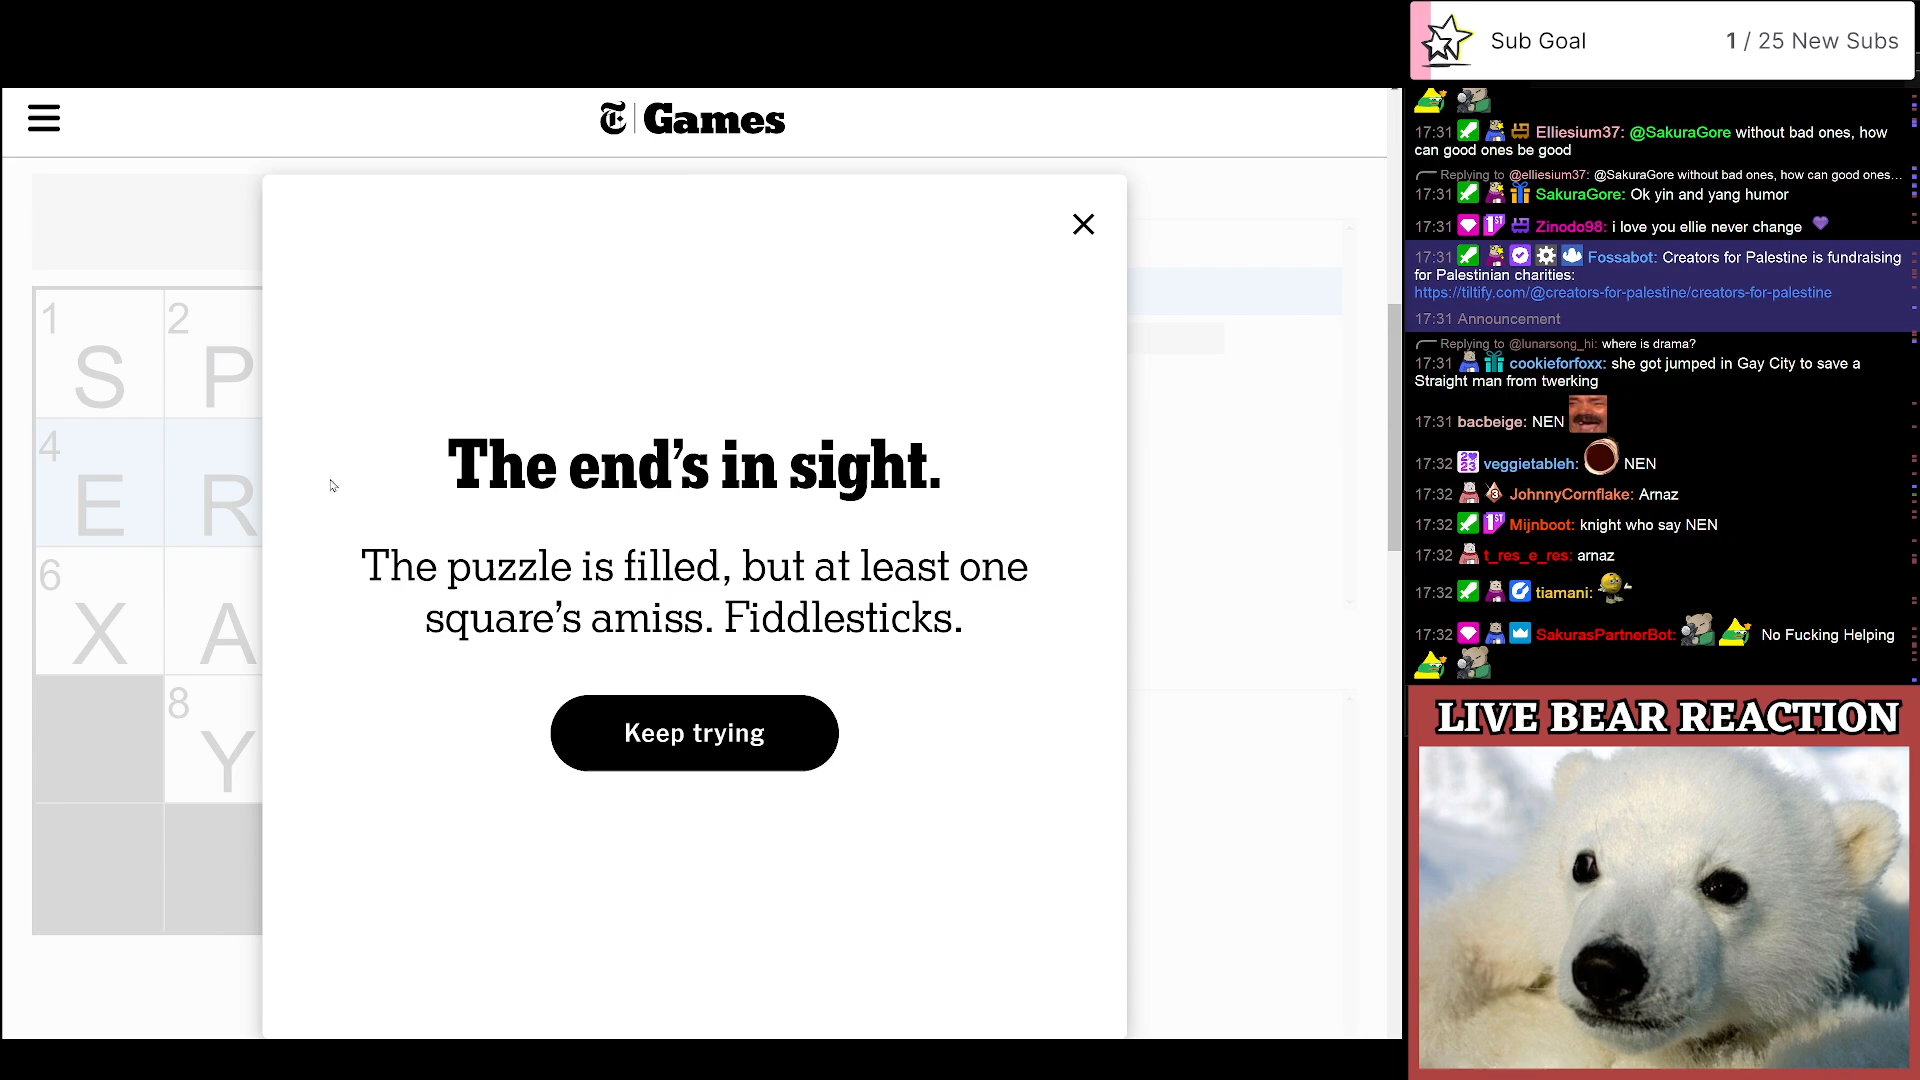 Sub Goal 1 / 25 New Subs
Games
1 2
S P
4
E R
6
X A
8
Y
The end's in sight.
The puzzle is filled, but at least one
square's amiss. Fiddlesticks.
Keep trying
17:31 Elliesium37: @SakuraGore without bad ones, how
can good ones be good
Replying to @elliesium37: @SakuraGore without bad ones, how can good ones...
17:31 SakuraGore: Ok yin and yang humor
17:31 Zinodo98: i love you ellie never change
17:31 Fossabot: Creators for Palestine is fundraising
for Palestinian charities:
https://tiltify.com/@creators-for-palestine/creators-for-palestine
17:31 Announcement
Replying to @lunarsong_hi: where is drama?
17:31 cookieforfoxx: she got jumped in Gay City to save a
Straight man from twerking
17:31 bacbeige: NEN
17:32 veggietableh: NEN
17:32 JohnnyCornflake: Arnaz
17:32 Mijnboot: knight who say NEN
17:32 t_res_e_res: arnaz
17:32 tiamani:
17:32 SakurasPartnerBot: No Fucking Helping
LIVE BEAR REACTION